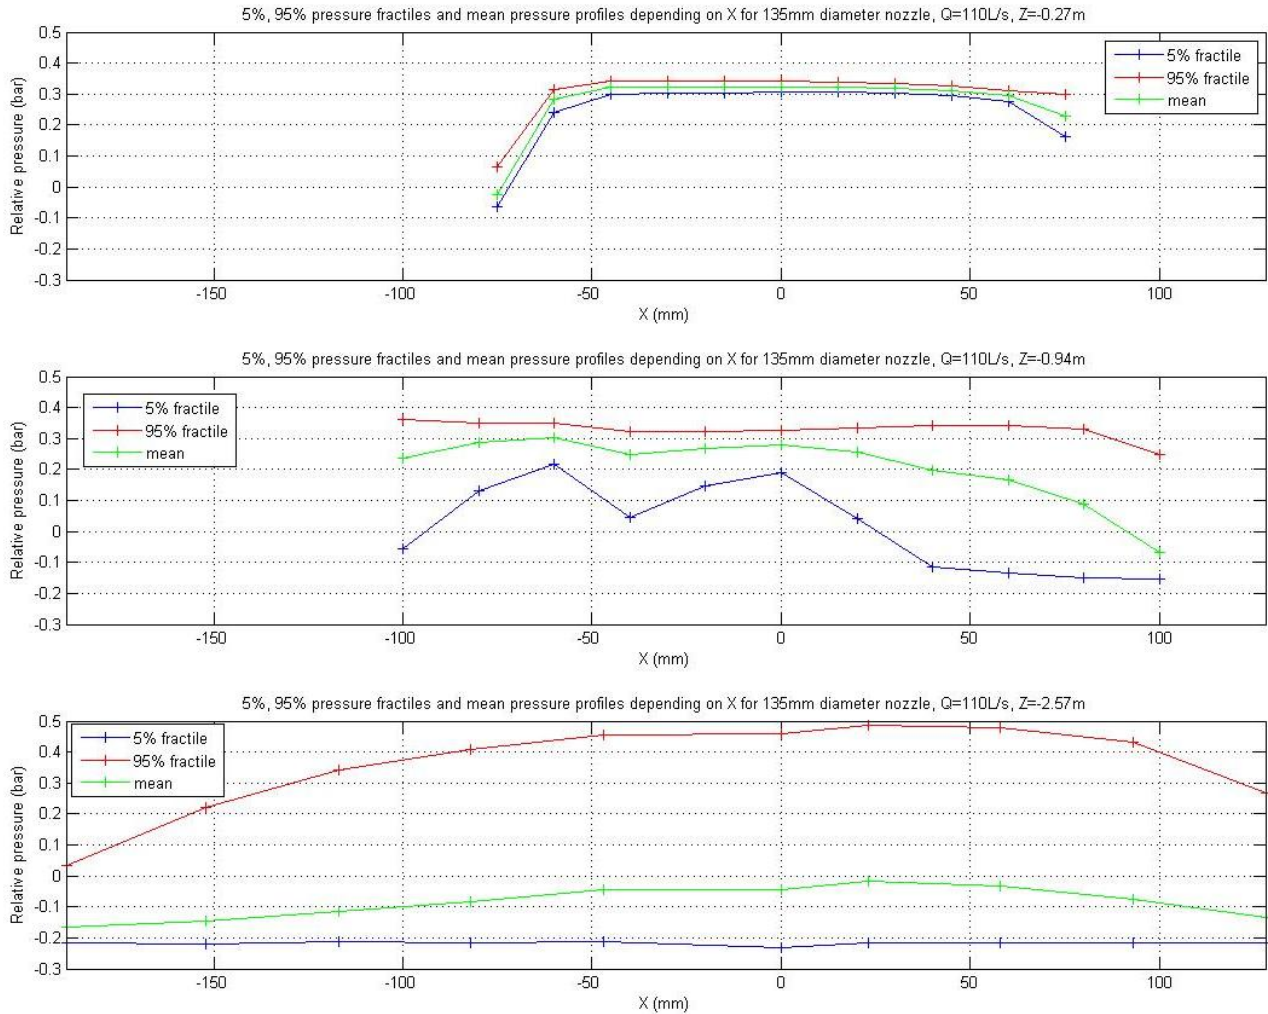 5%, 95% pressure fractiles and mean pressure profiles depending on X for 135mm diameter nozzle, Q=110L/s, Z=-0.27m
0.5
0.4
0.3
0.2
0.1
0
-0.1
-0.2
-0.3
Relative pressure (bar)
5% fractile
95% fractile
mean
-150
-100
-50
0
50
100
X (mm)
5%, 95% pressure fractiles and mean pressure profiles depending on X for 135mm diameter nozzle, Q=110L/s, Z=-0.94m
0.5
0.4
0.3
0.2
0.1
0
-0.1
-0.2
-0.3
Relative pressure (bar)
5% fractile
95% fractile
mean
-150
-100
-50
0
50
100
X (mm)
5%, 95% pressure fractiles and mean pressure profiles depending on X for 135mm diameter nozzle, Q=110L/s, Z=-2.57m
0.5
0.4
0.3
0.2
0.1
0
-0.1
-0.2
-0.3
Relative pressure (bar)
5% fractile
95% fractile
mean
-150
-100
-50
0
50
100
X (mm)